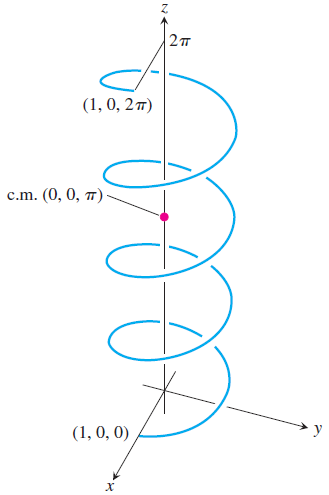 z
2π
(1, 0, 2π)
c.m. (0, 0, π)
(1, 0, 0)
y
x